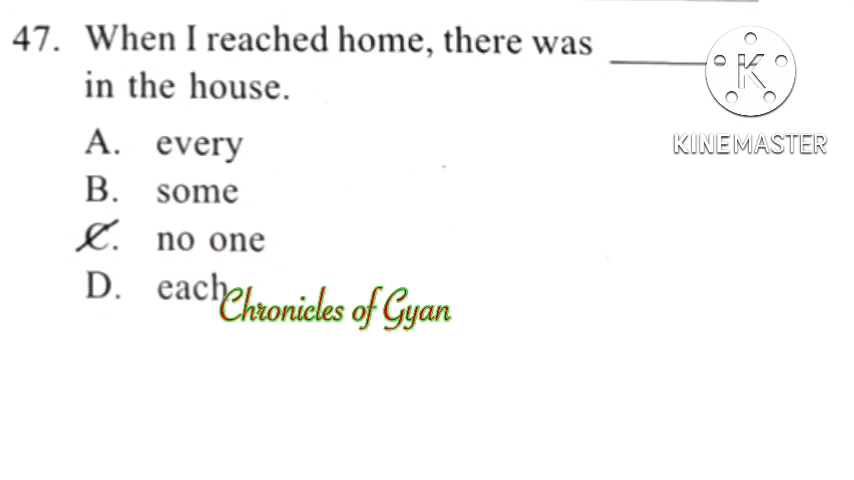 47. When I reached home, there was ______
in the house.
A. every
B. some
C. no one
D. each
Chronicles of Gyan
K
KINEMASTER